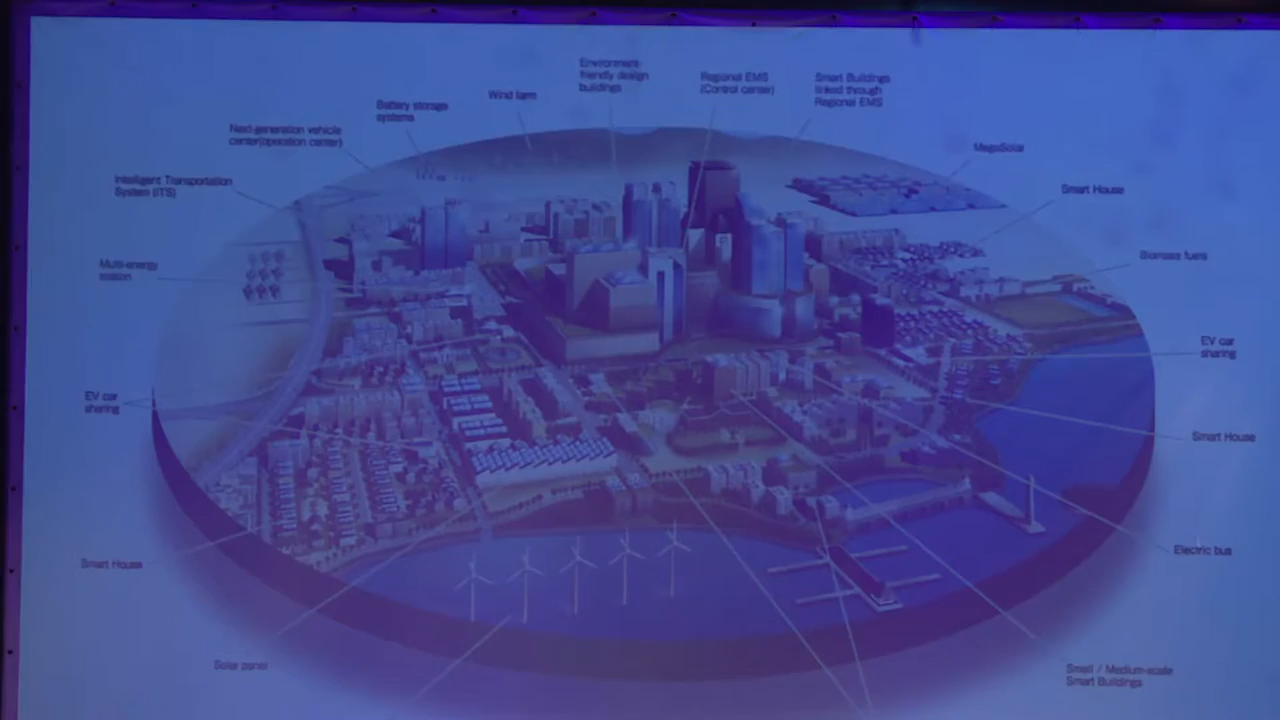 Environment-
friendly design
buildings
Regional EMS
(Control center)
Smart Buildings
linked through
Regional EMS
Wind farm
Battery storage
systems
Next-generation vehicle
center(operation center)
MegaSolar
Intelligent Transportation
System (ITS)
Smart House
Multi-energy
station
Biomass fuels
EV car
sharing
EV car
sharing
Smart House
Smart House
Electric bus
Solar panel
Small / Medium-scale
Smart Buildings